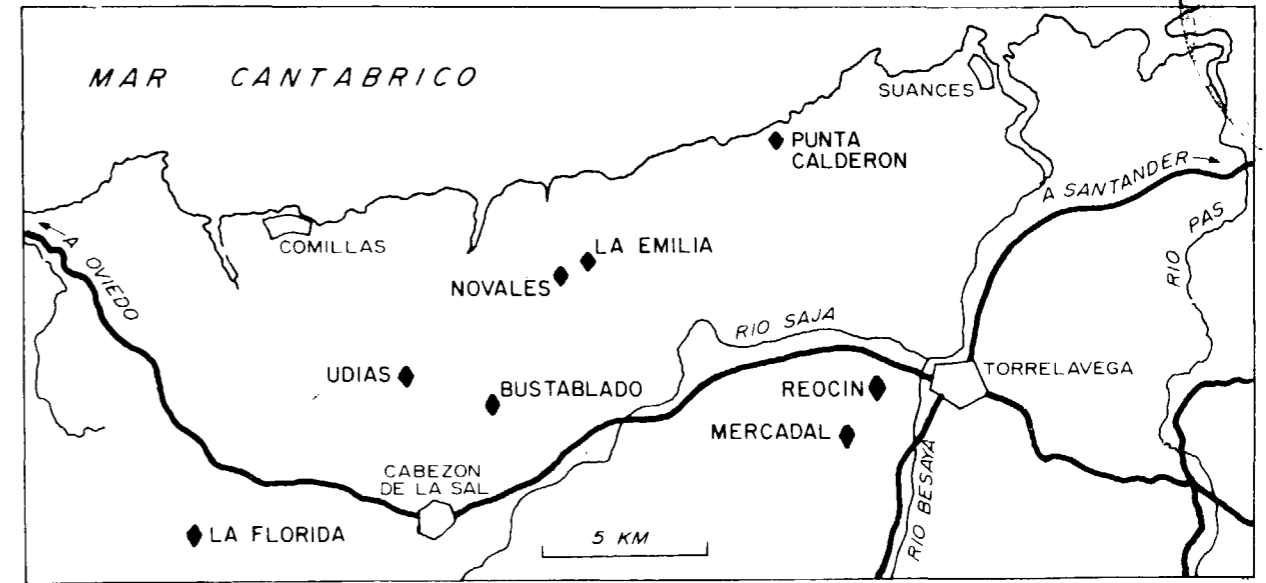 MAR CANTABRICO
SUANCES
PUNTA
CALDERON
A SANTANDER
COMILLAS
A OVIEDO
LA EMILIA
NOVALES
RIO PAS
RIO SAJA
UDIAS
BUSTABLADO
REOCIN
TORRELAVEGA
MERCADAL
CABEZON
DE LA SAL
LA FLORIDA
5 KM
RIO BESAYA